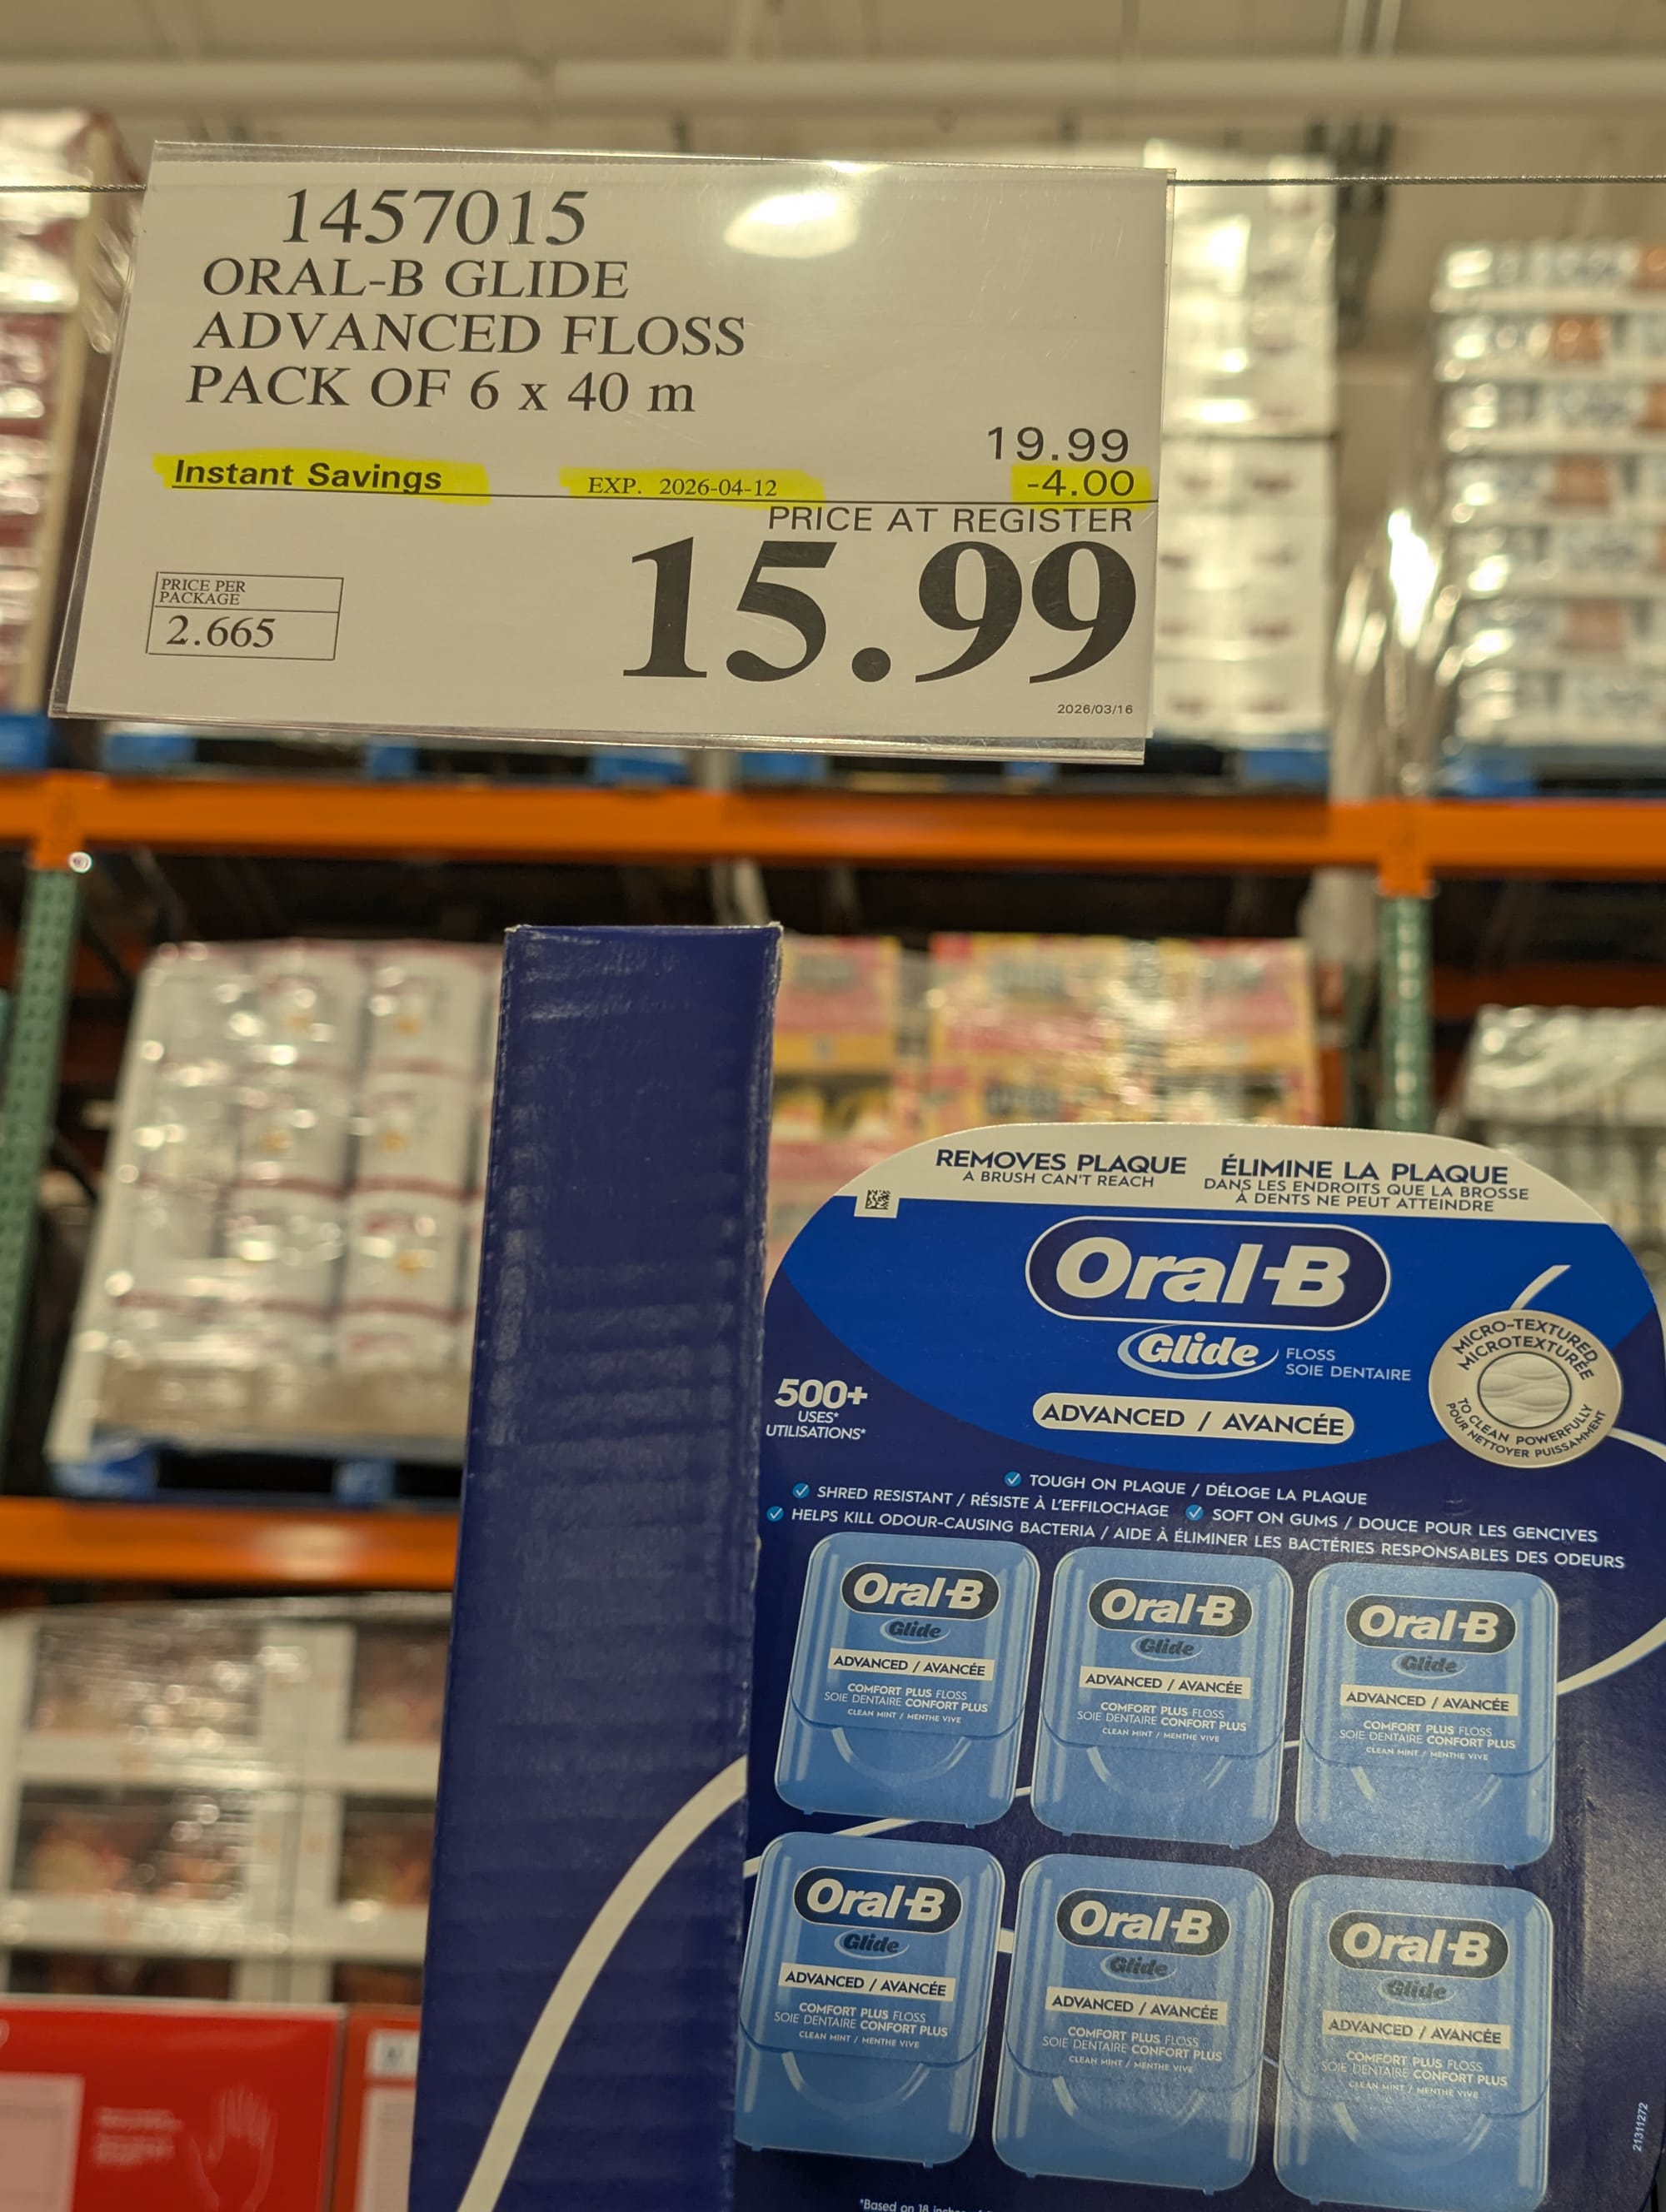 1457015
ORAL-B GLIDE
ADVANCED FLOSS
PACK OF 6 x 40 m
19.99
Instant Savings EXP. 2026-04-12 -4.00
PRICE AT REGISTER
15.99
PRICE PER
PACKAGE
2.665
2026/03/16
REMOVES PLAQUE
A BRUSH CAN'T REACH
ÉLIMINE LA PLAQUE
DANS LES ENDROITS QUE LA BROSSE
À DENTS NE PEUT ATTEINDRE
Oral-B
Glide
FLOSS
SOIE DENTAIRE
ADVANCED / AVANCÉE
MICRO-TEXTURED
MICROTEXTURÉE
TO CLEAN POWERFULLY
POUR NETTOYER PUISSAMMENT
500+
USES*
UTILISATIONS*
TOUGH ON PLAQUE / DÉLOGE LA PLAQUE
SHRED RESISTANT / RÉSISTE À L'EFFILOCHAGE SOFT ON GUMS / DOUCE POUR LES GENCIVES
HELPS KILL ODOUR-CAUSING BACTERIA / AIDE À ÉLIMINER LES BACTÉRIES RESPONSABLES DES ODEURS
Oral-B
Glide
ADVANCED / AVANCÉE
COMFORT PLUS FLOSS
SOIE DENTAIRE CONFORT PLUS
CLEAN MINT / MENTHE VIVE
Oral-B
Glide
ADVANCED / AVANCÉE
COMFORT PLUS FLOSS
SOIE DENTAIRE CONFORT PLUS
CLEAN MINT / MENTHE VIVE
Oral-B
Glide
ADVANCED / AVANCÉE
COMFORT PLUS FLOSS
SOIE DENTAIRE CONFORT PLUS
CLEAN MINT / MENTHE VIVE
Oral-B
Glide
ADVANCED / AVANCÉE
COMFORT PLUS FLOSS
SOIE DENTAIRE CONFORT PLUS
CLEAN MINT / MENTHE VIVE
Oral-B
Glide
ADVANCED / AVANCÉE
COMFORT PLUS FLOSS
SOIE DENTAIRE CONFORT PLUS
CLEAN MINT / MENTHE VIVE
Oral-B
Glide
ADVANCED / AVANCÉE
COMFORT PLUS FLOSS
SOIE DENTAIRE CONFORT PLUS
CLEAN MINT / MENTHE VIVE
21311272
*Based on 18